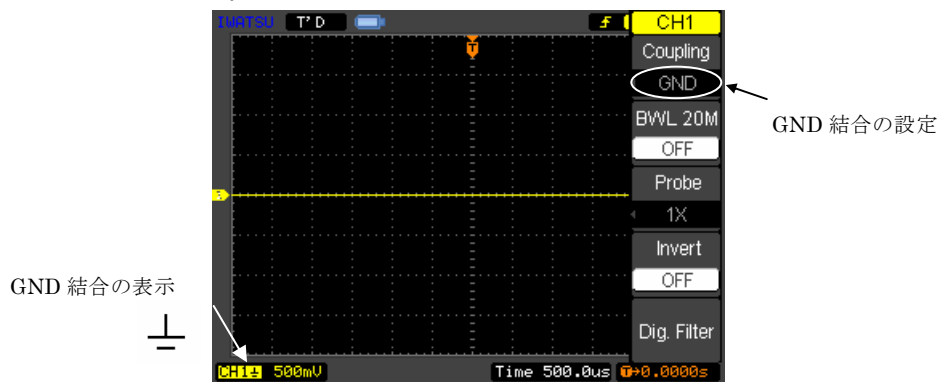 IWATSU T'D
CH1
Coupling
GND
BWL 20M
OFF
Probe
1X
Invert
OFF
Dig. Filter
T
GND 結合の設定
GND 結合の表示
CH1 500mV Time 500.0us T→0.0000s